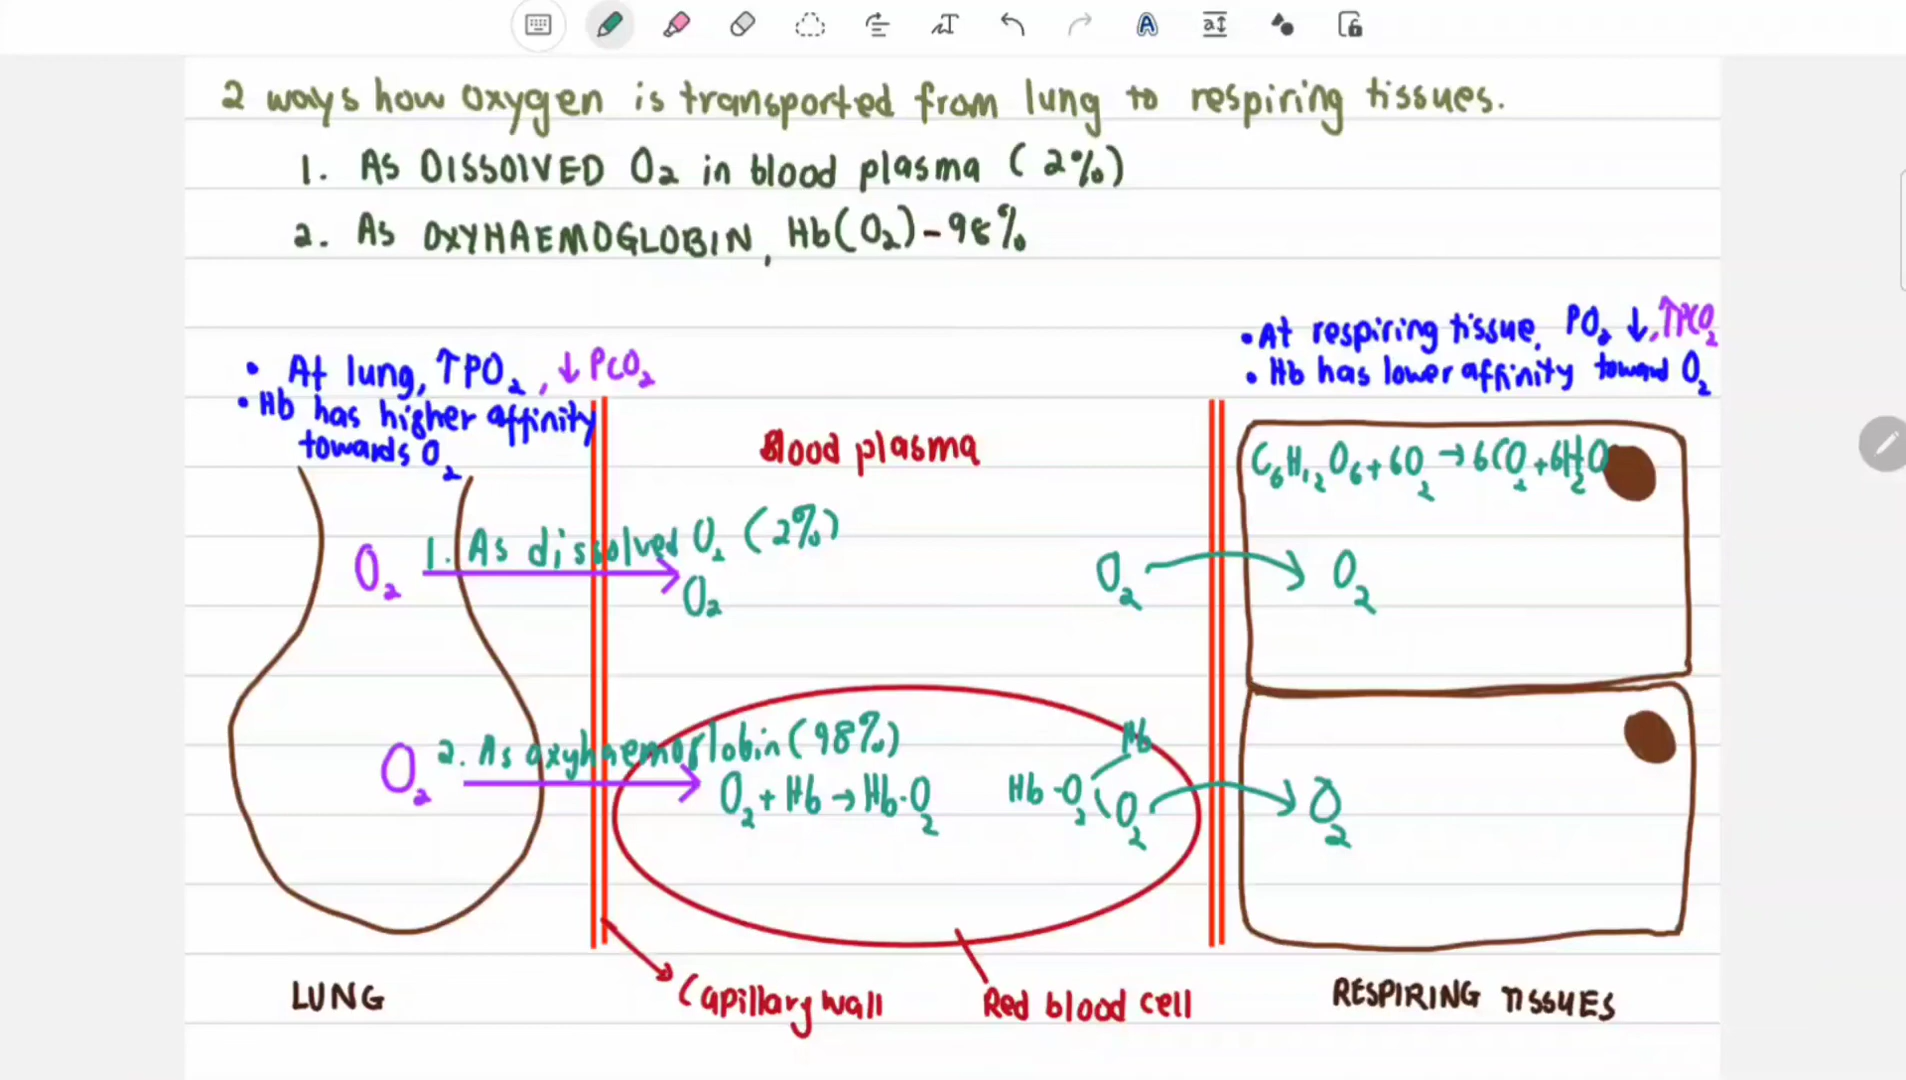 2 ways how oxygen is transported from lung to respiring tissues.
1. As DISSOLVED O₂ in blood plasma (2%)
2. As OXYHAEMOGLOBIN, Hb(O₂) - 98%
• At lung, ↑PO₂, ↓PCO₂
• Hb has higher affinity
towards O₂
• At respiring tissue, PO₂ ↓, ↑PCO₂
• Hb has lower affinity toward O₂
Blood plasma
C₆H₁₂O₆ + 6O₂ → 6CO₂ + 6H₂O
1. As dissolved O₂ (2%)
O₂
O₂
O₂
O₂
2. As oxyhaemoglobin (98%)
O₂
O₂ + Hb → Hb·O₂
Hb·O₂
Hb
O₂
O₂
LUNG
Capillary wall
Red blood cell
RESPIRING TISSUES